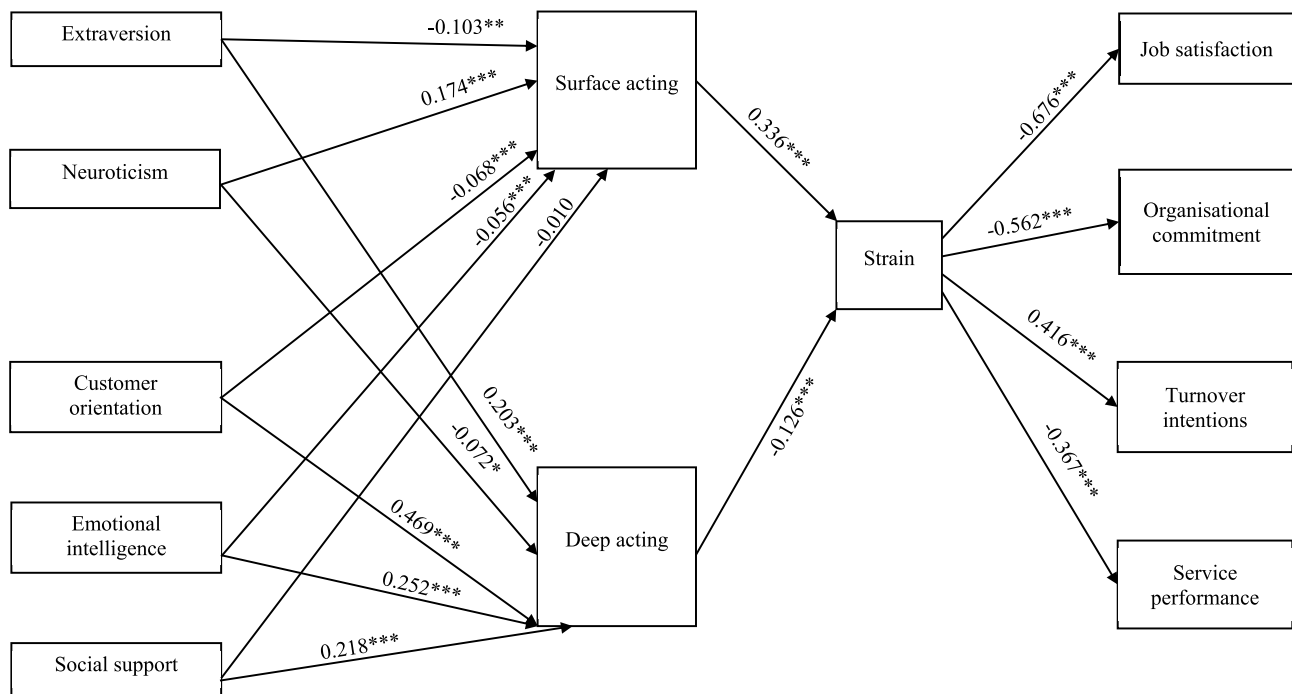 Extraversion
Neuroticism
Customer
orientation
Emotional
intelligence
Social support
-0.103**
0.174***
-0.068***
-0.056***
-0.010
0.203***
-0.072*
0.469***
0.252***
0.218***
Surface acting
Deep acting
0.336***
-0.126***
Strain
-0.676***
-0.562***
0.416***
-0.367***
Job satisfaction
Organisational
commitment
Turnover
intentions
Service
performance